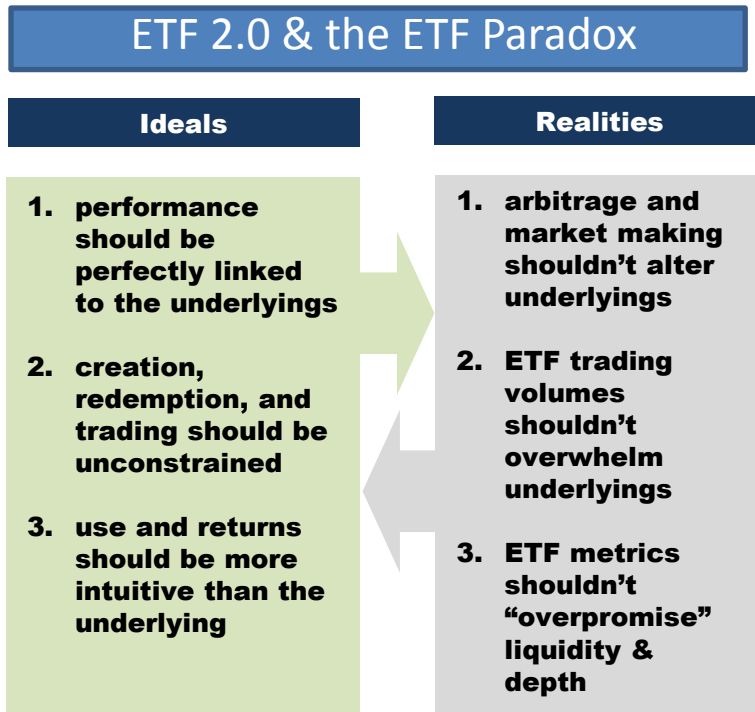 ETF 2.0 & the ETF Paradox
Ideals
1. performance
should be
perfectly linked
to the underlyings
2. creation,
redemption, and
trading should be
unconstrained
3. use and returns
should be more
intuitive than the
underlying
Realities
1. arbitrage and
market making
shouldn’t alter
underlyings
2. ETF trading
volumes
shouldn’t
overwhelm
underlyings
3. ETF metrics
shouldn’t
“overpromise”
liquidity &
depth